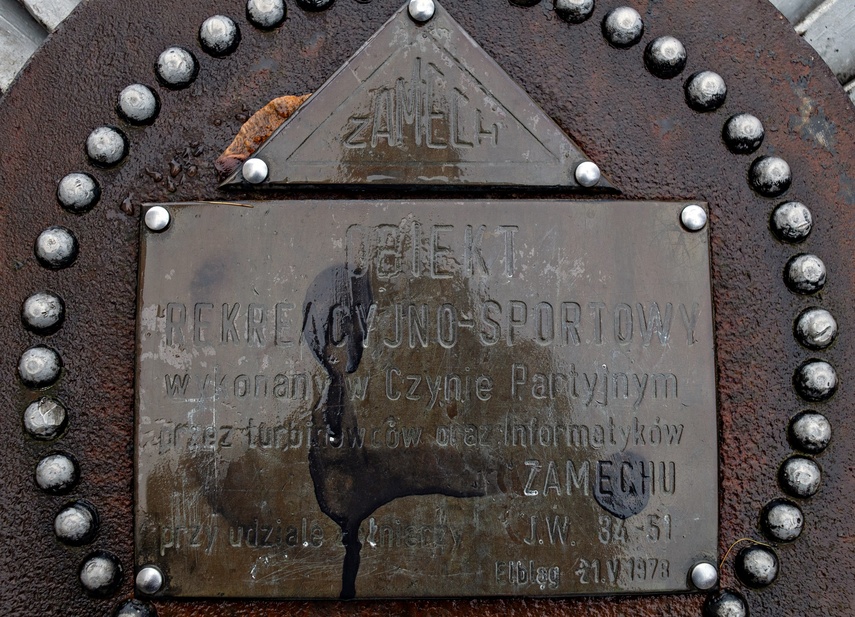 ZAMECH
OBIEKT
REKREACYJNO-SPORTOWY
wykonany w Czynie Partyjnym
przez turbinowców oraz Informatyków
ZAMECHU
przy udziale żołnierzy J.W. 34-51
Elbląg 21.V.1978